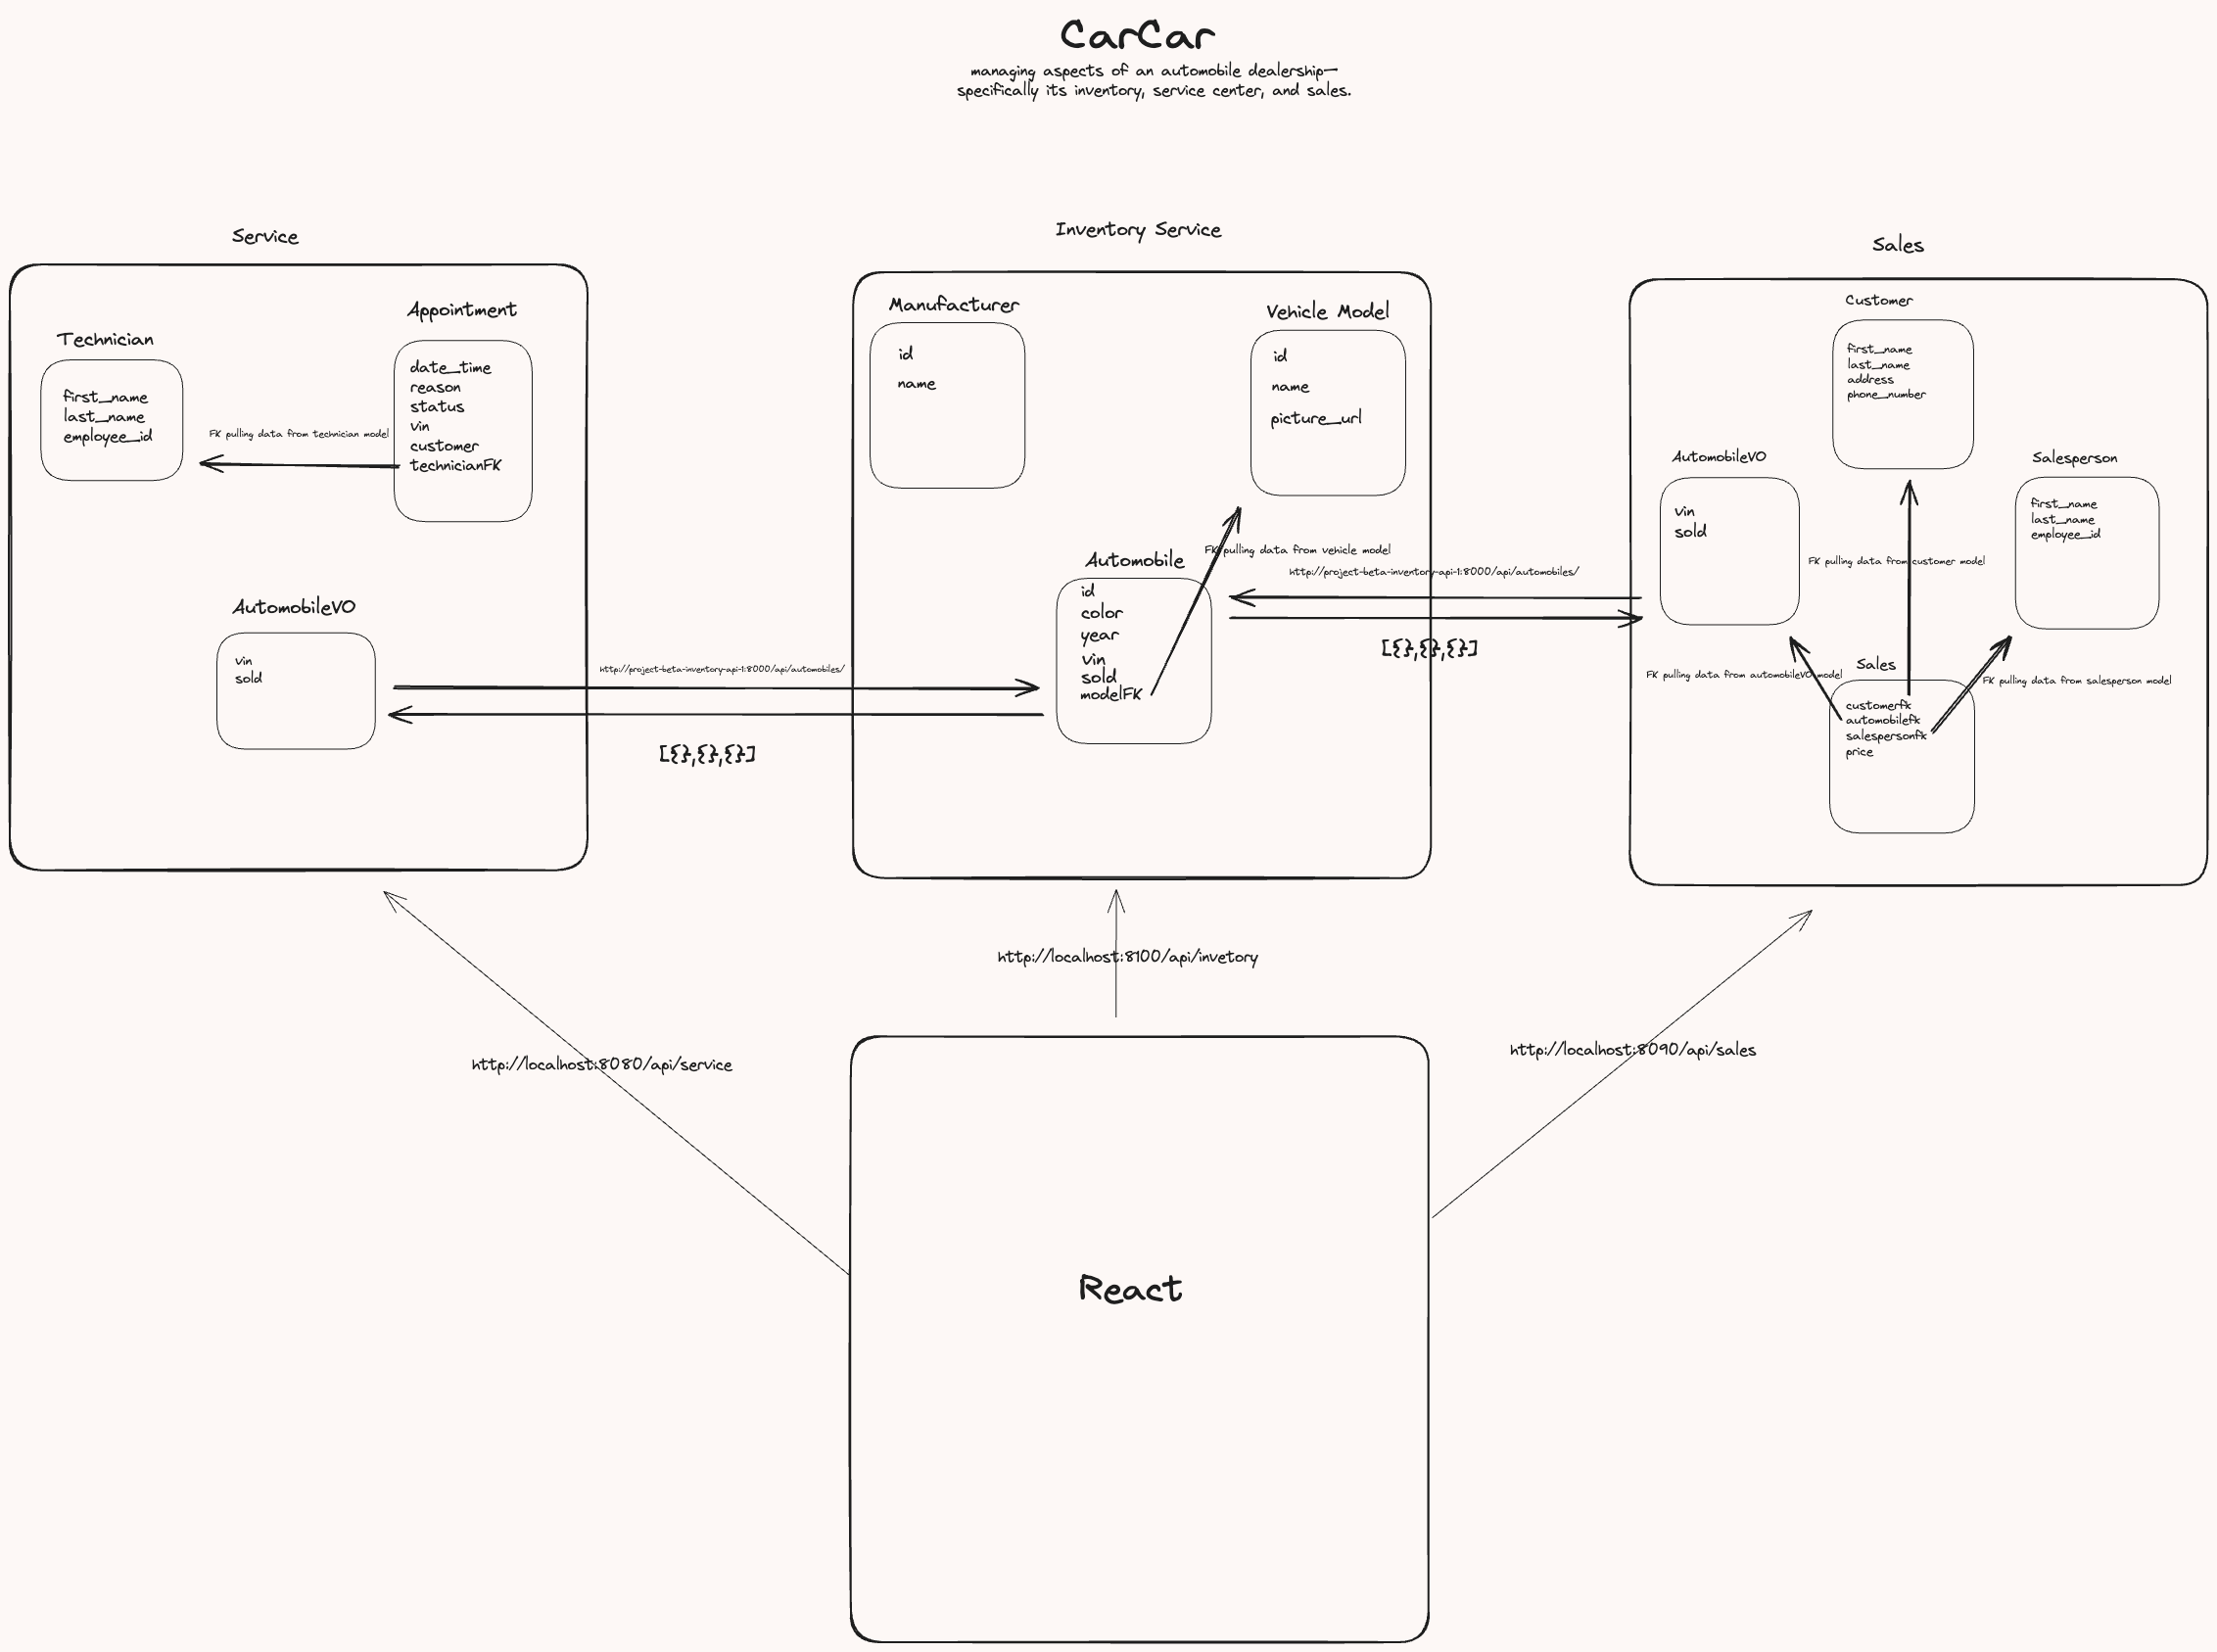 CarCar
managing aspects of an automobile dealership—
specifically its inventory, service center, and sales.
Service
Technician
first_name
last_name
employee_id
FK pulling data from technician model
Appointment
date_time
reason
status
vin
customer
technicianFK
AutomobileVO
vin
sold
http://project-beta-inventory-api-1:8000/api/automobiles/
[{},{},{}]
Inventory Service
Manufacturer
id
name
Vehicle Model
id
name
picture_url
FK pulling data from vehicle model
Automobile
id
color
year
vin
sold
modelFK
http://project-beta-inventory-api-1:8000/api/automobiles/
[{},{},{}]
Sales
Customer
first_name
last_name
address
phone_number
AutomobileVO
vin
sold
Salesperson
first_name
last_name
employee_id
FK pulling data from customer model
FK pulling data from automobileVO model
Sales
FK pulling data from salesperson model
customerfk
automobilefk
salespersonfk
price
http://localhost:8100/api/invetory
http://localhost:8080/api/service
http://localhost:8090/api/sales
React